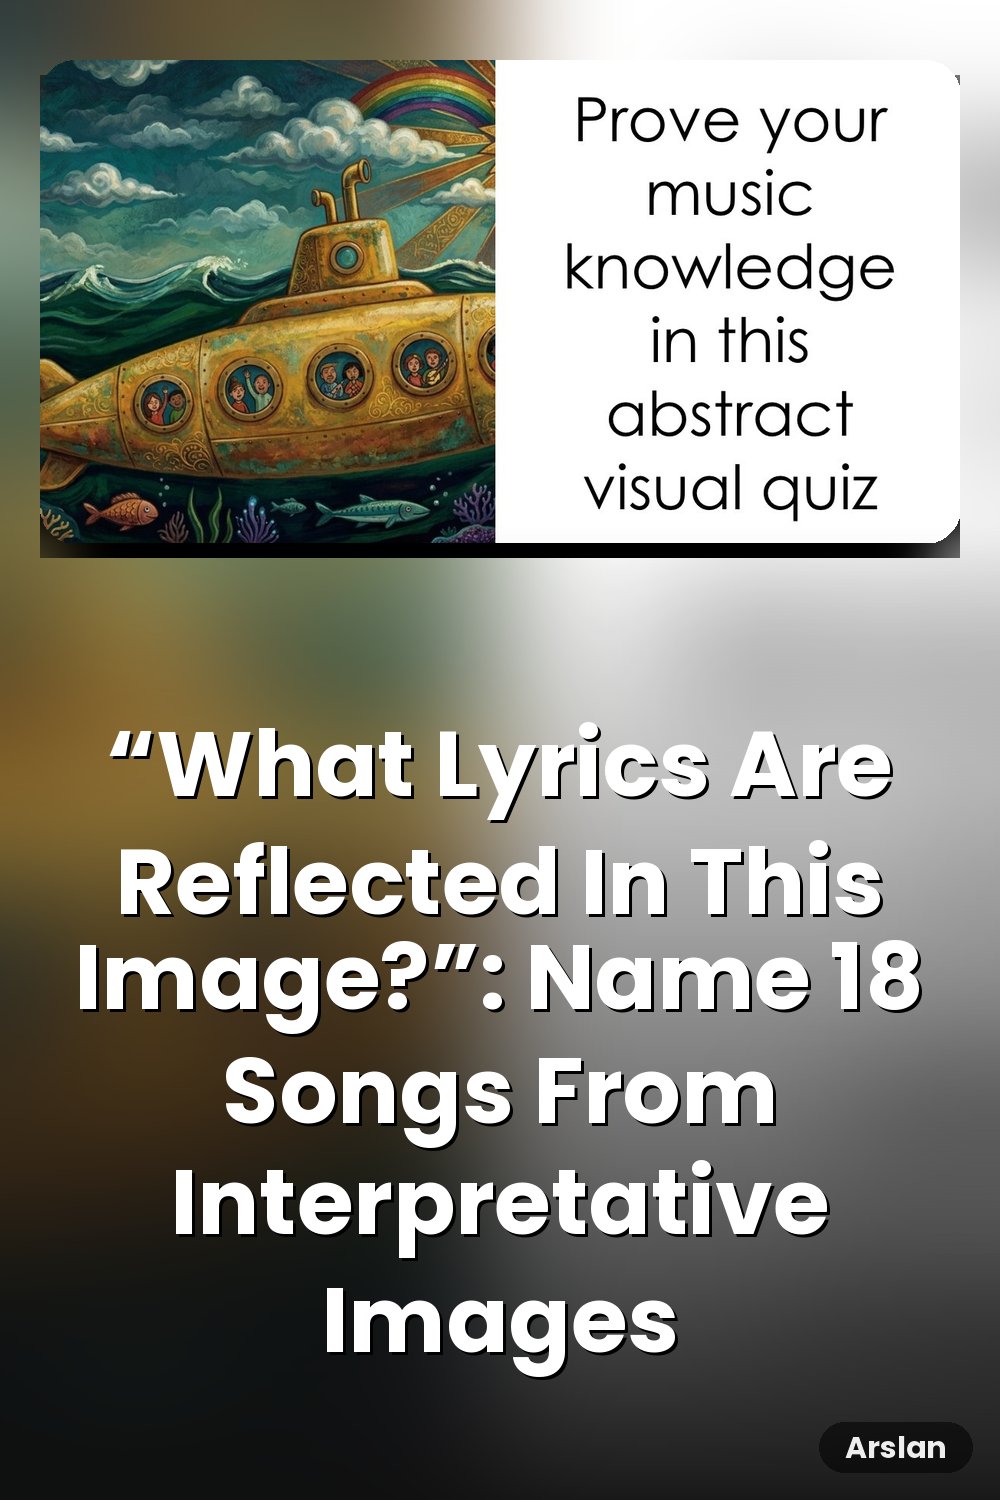 Prove your
music
knowledge
in this
abstract
visual quiz
“What Lyrics Are
Reflected In This
Image?”: Name 18
Songs From
Interpretative
Images
Arslan